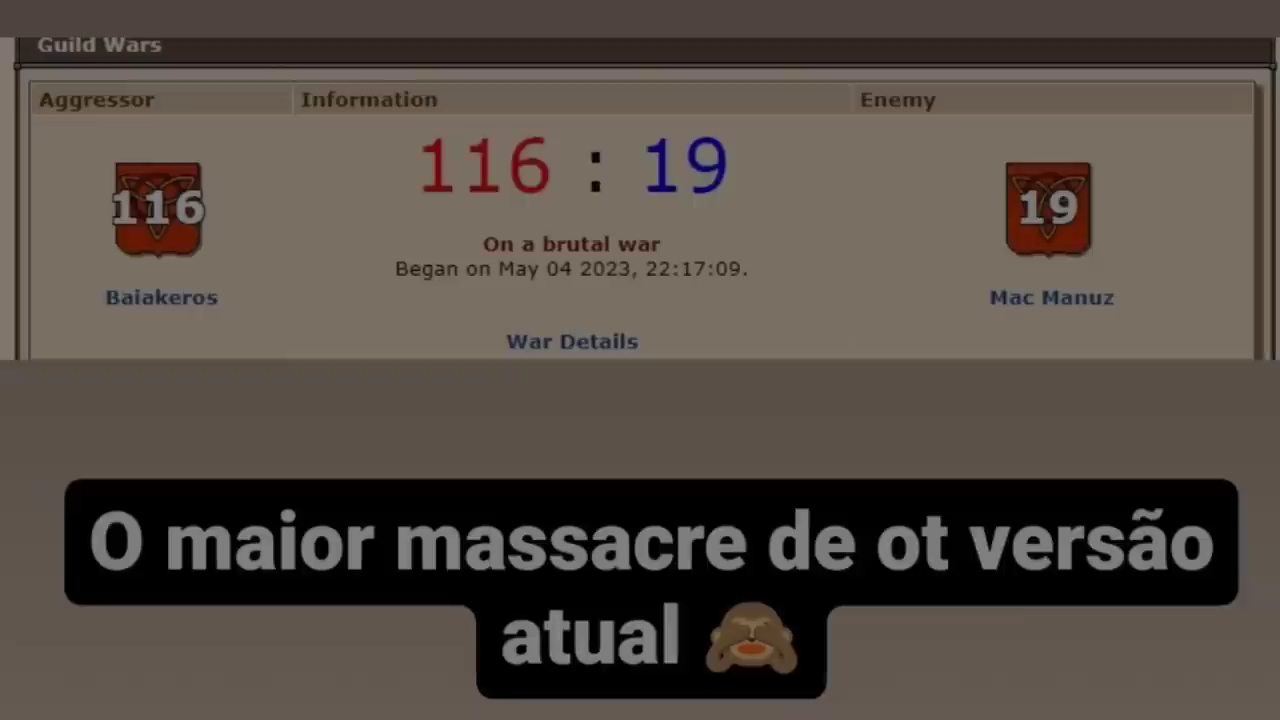 Guild Wars
Aggressor Information Enemy
116 : 19
116 19
On a brutal war
Began on May 04 2023, 22:17:09.
Baiakeros Mac Manuz
War Details
O maior massacre de ot versão
atual 🙈